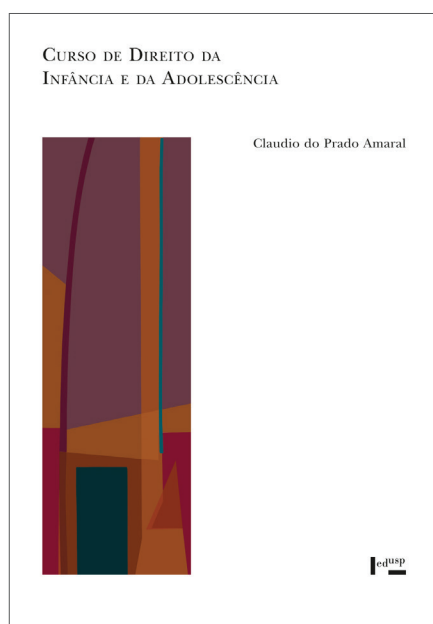 Curso de Direito da
Infância e da Adolescência
Claudio do Prado Amaral
edusp